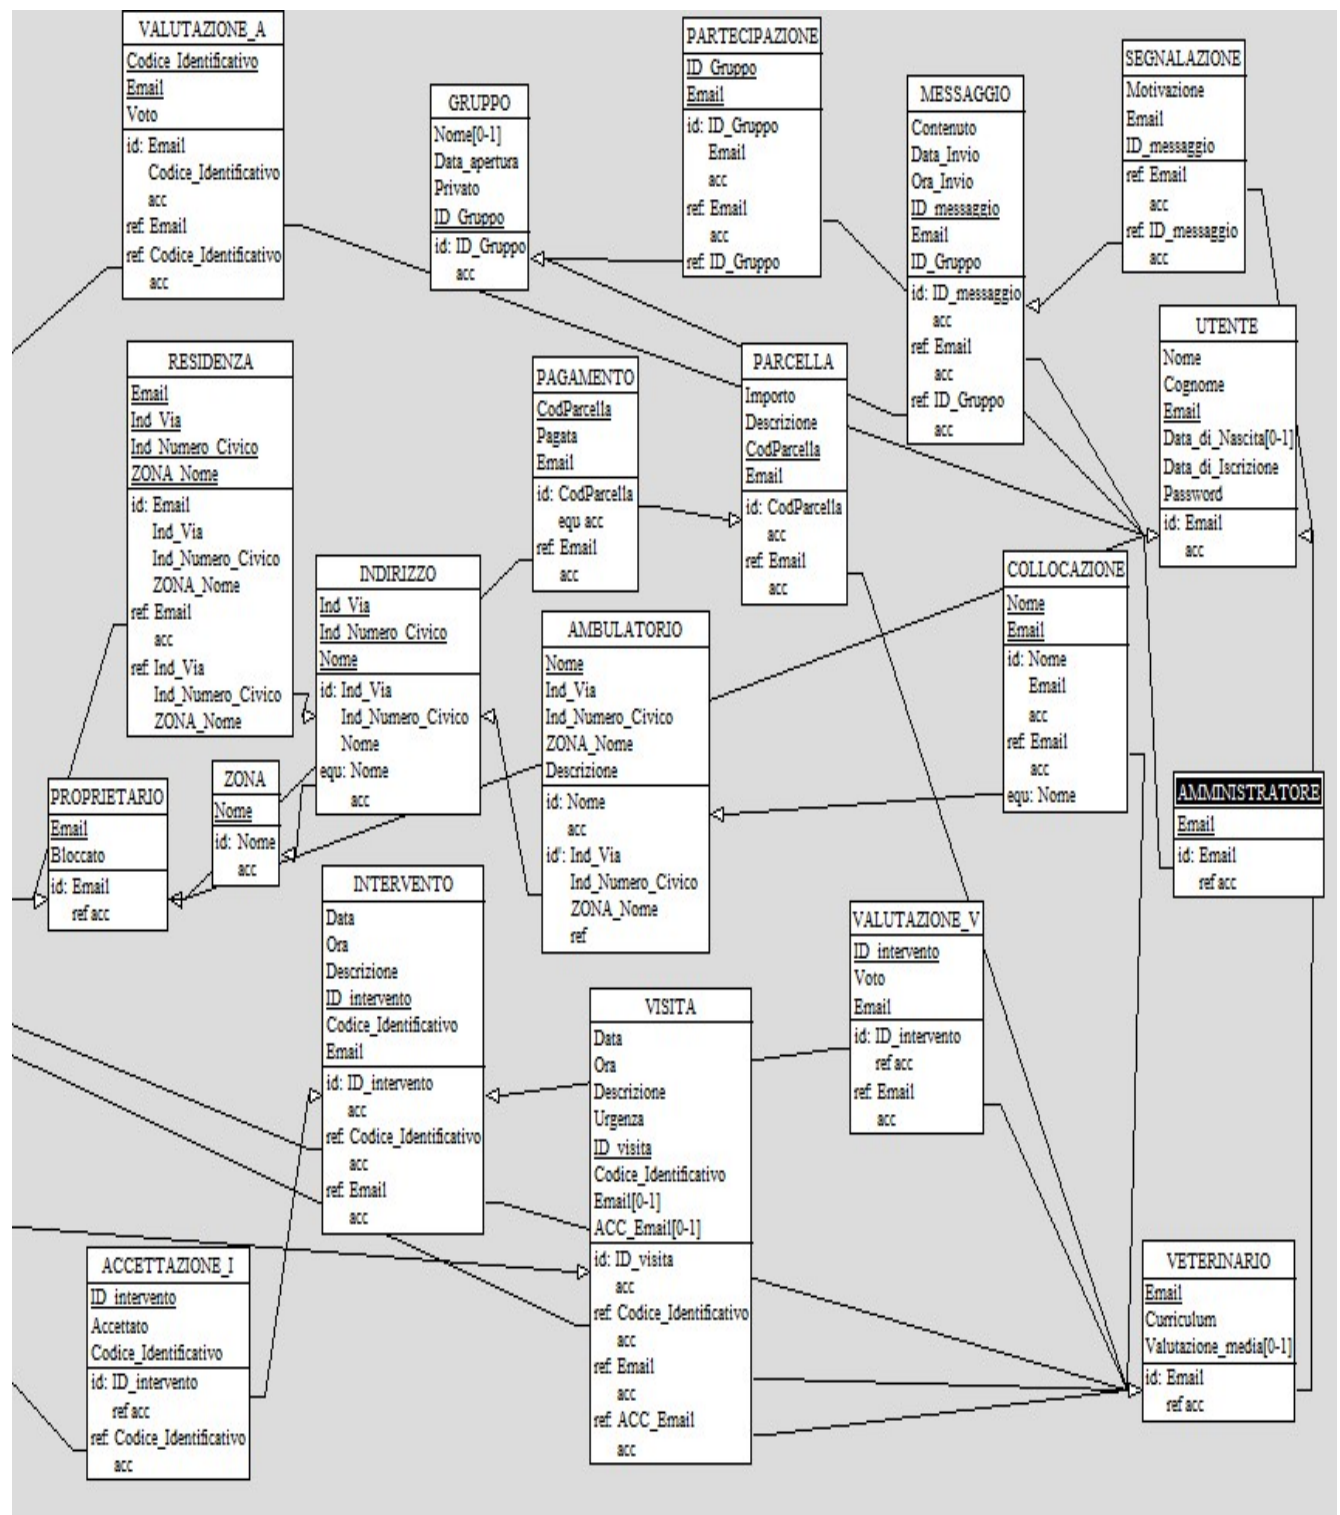 VALUTAZIONE_A
Codice_Identificativo
Email
Voto
id: Email
Codice_Identificativo
acc
ref: Email
ref: Codice_Identificativo
acc
GRUPPO
Nome[0-1]
Data_apertura
Privato
ID_Gruppo
id: ID_Gruppo
acc
PARTECIPAZIONE
ID_Gruppo
Email
id: ID_Gruppo
Email
acc
ref: Email
acc
ref: ID_Gruppo
MESSAGGIO
Contenuto
Data_Invio
Ora_Invio
ID_messaggio
Email
ID_Gruppo
id: ID_messaggio
acc
ref: Email
acc
ref: ID_Gruppo
acc
SEGNALAZIONE
Motivazione
Email
ID_messaggio
ref: Email
acc
ref: ID_messaggio
acc
UTENTE
Nome
Cognome
Email
Data_di_Nascita[0-1]
Data_di_Iscrizione
Password
id: Email
acc
RESIDENZA
Email
Ind_Via
Ind_Numero_Civico
ZONA_Nome
id: Email
Ind_Via
Ind_Numero_Civico
ZONA_Nome
ref: Email
acc
ref: Ind_Via
Ind_Numero_Civico
ZONA_Nome
PAGAMENTO
CodParcella
Pagata
Email
id: CodParcella
equ acc
ref: Email
acc
PARCELLA
Importo
Descrizione
CodParcella
Email
id: CodParcella
acc
ref: Email
acc
INDIRIZZO
Ind_Via
Ind_Numero_Civico
Nome
id: Ind_Via
Ind_Numero_Civico
Nome
equ: Nome
acc
AMBULATORIO
Nome
Ind_Via
Ind_Numero_Civico
ZONA_Nome
Descrizione
id: Nome
acc
id': Ind_Via
Ind_Numero_Civico
ZONA_Nome
ref
COLLOCAZIONE
Nome
Email
id: Nome
Email
acc
ref: Email
acc
equ: Nome
PROPRIETARIO
Email
Bloccato
id: Email
ref acc
ZONA
Nome
id: Nome
acc
AMMINISTRATORE
Email
id: Email
ref acc
INTERVENTO
Data
Ora
Descrizione
ID_intervento
Codice_Identificativo
Email
id: ID_intervento
acc
ref: Codice_Identificativo
acc
ref: Email
acc
VALUTAZIONE_V
ID_intervento
Voto
Email
id: ID_intervento
ref acc
ref: Email
acc
VISITA
Data
Ora
Descrizione
Urgenza
ID_visita
Codice_Identificativo
Email[0-1]
ACC_Email[0-1]
id: ID_visita
acc
ref: Codice_Identificativo
acc
ref: Email
acc
ref: ACC_Email
acc
ACCETTAZIONE_I
ID_intervento
Accettato
Codice_Identificativo
id: ID_intervento
ref acc
ref: Codice_Identificativo
acc
VETERINARIO
Email
Curriculum
Valutazione_media[0-1]
id: Email
ref acc